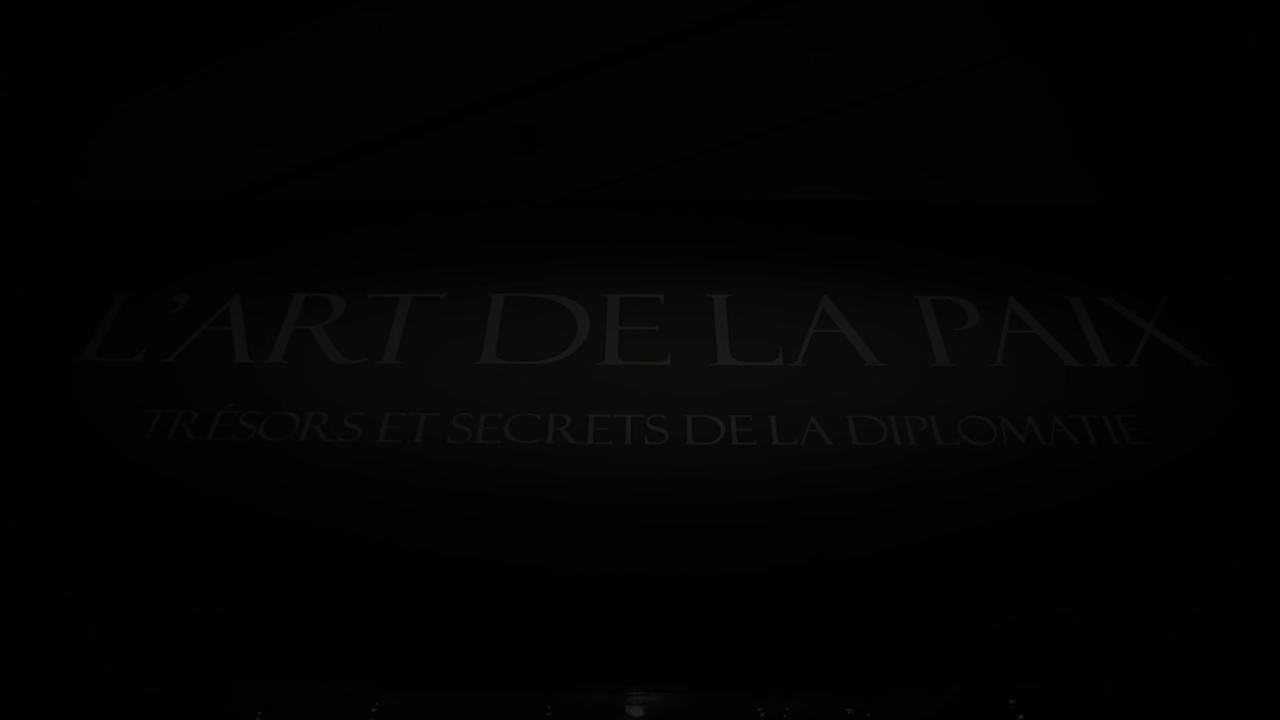 L'ART DE LA PAIX
TRÉSORS ET SECRETS DE LA DIPLOMATIE